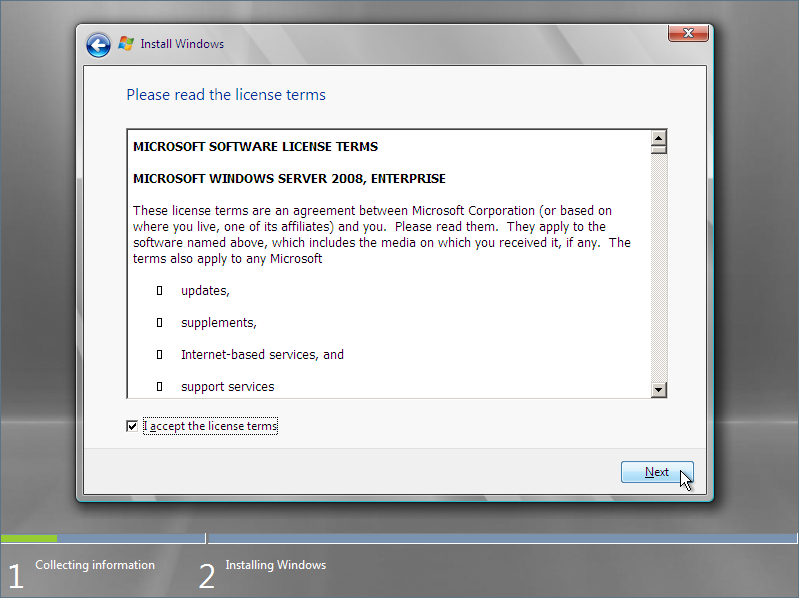 Install Windows
Please read the license terms
MICROSOFT SOFTWARE LICENSE TERMS
MICROSOFT WINDOWS SERVER 2008, ENTERPRISE
These license terms are an agreement between Microsoft Corporation (or based on
where you live, one of its affiliates) and you.  Please read them.  They apply to the
software named above, which includes the media on which you received it, if any.  The
terms also apply to any Microsoft
updates,
supplements,
Internet-based services, and
support services
I accept the license terms
Next
1 Collecting information
2 Installing Windows